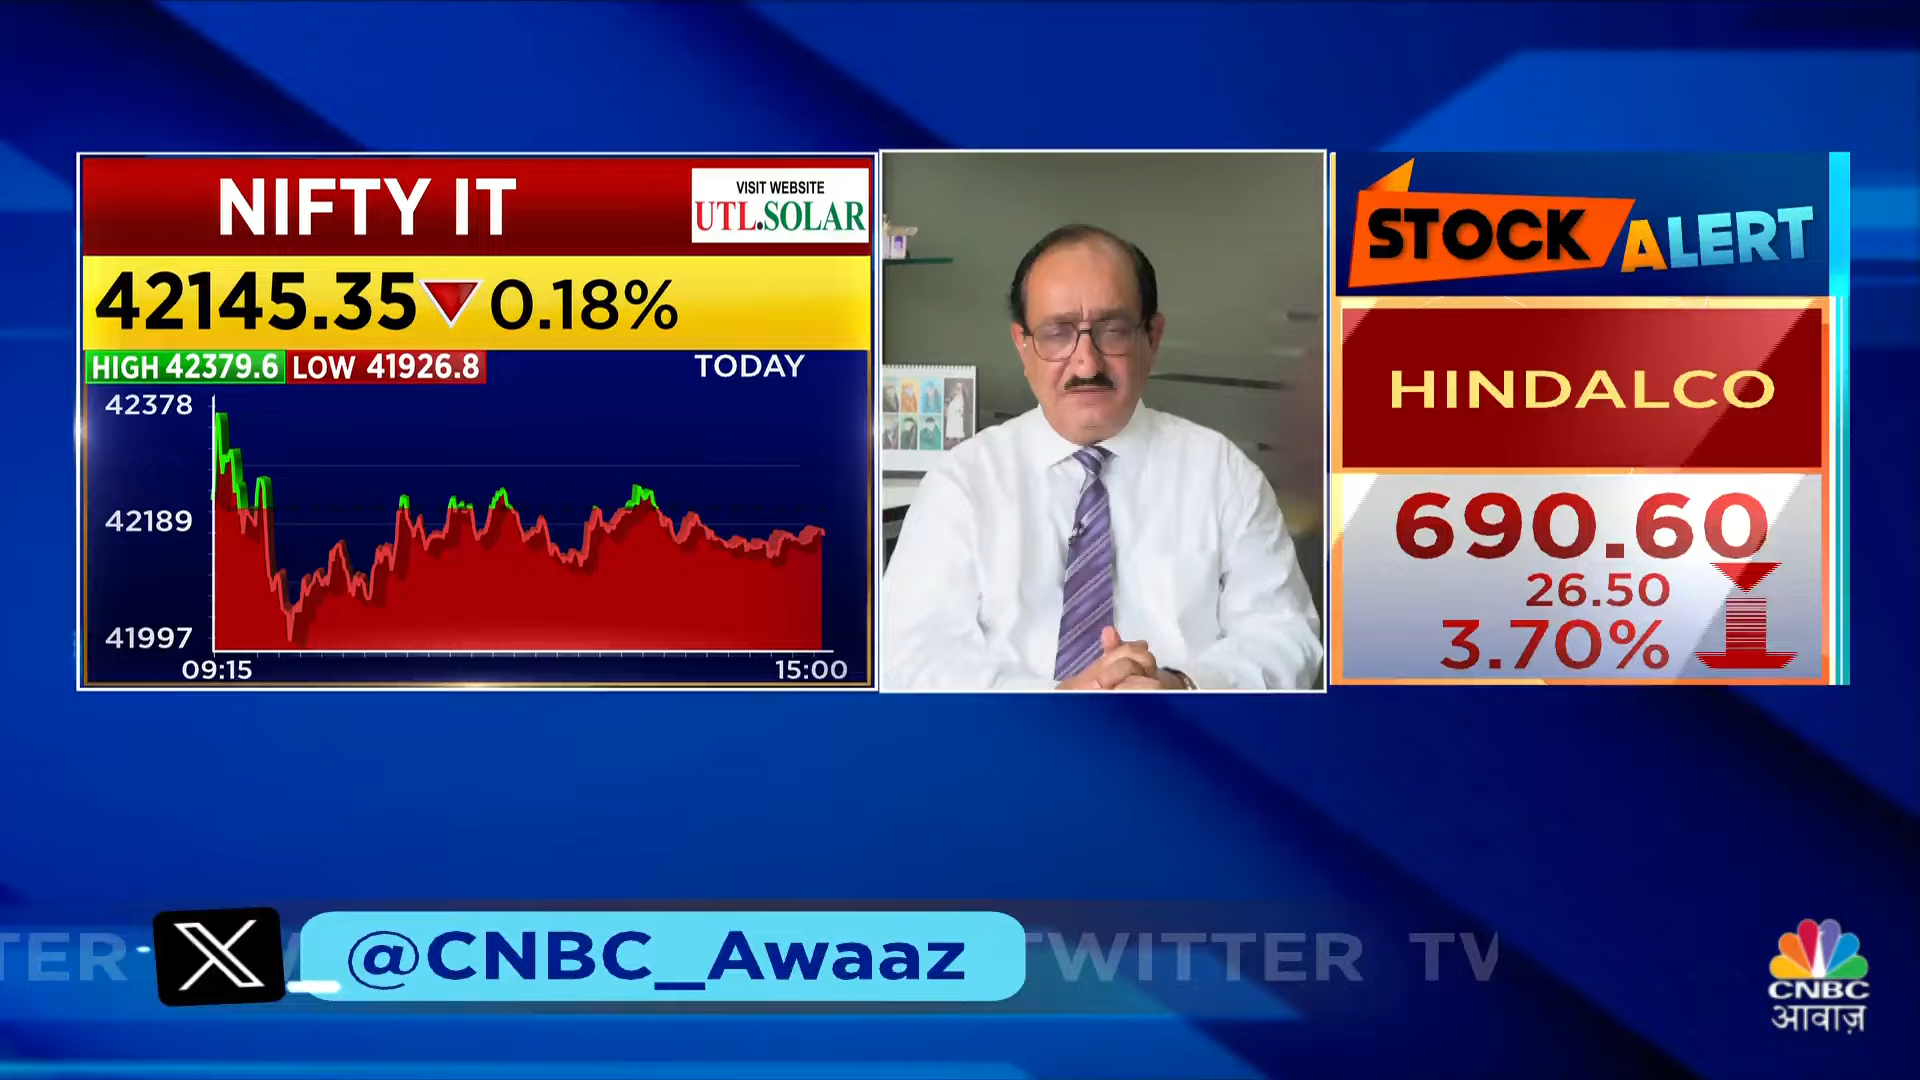 NIFTY IT
VISIT WEBSITE
UTL.SOLAR
42145.35 0.18%
HIGH 42379.6 LOW 41926.8
TODAY
42378
42189
41997
09:15
15:00
STOCK ALERT
HINDALCO
690.60
26.50
3.70%
TER
@CNBC_Awaaz
TWITTER TV
CNBC
आवाज़